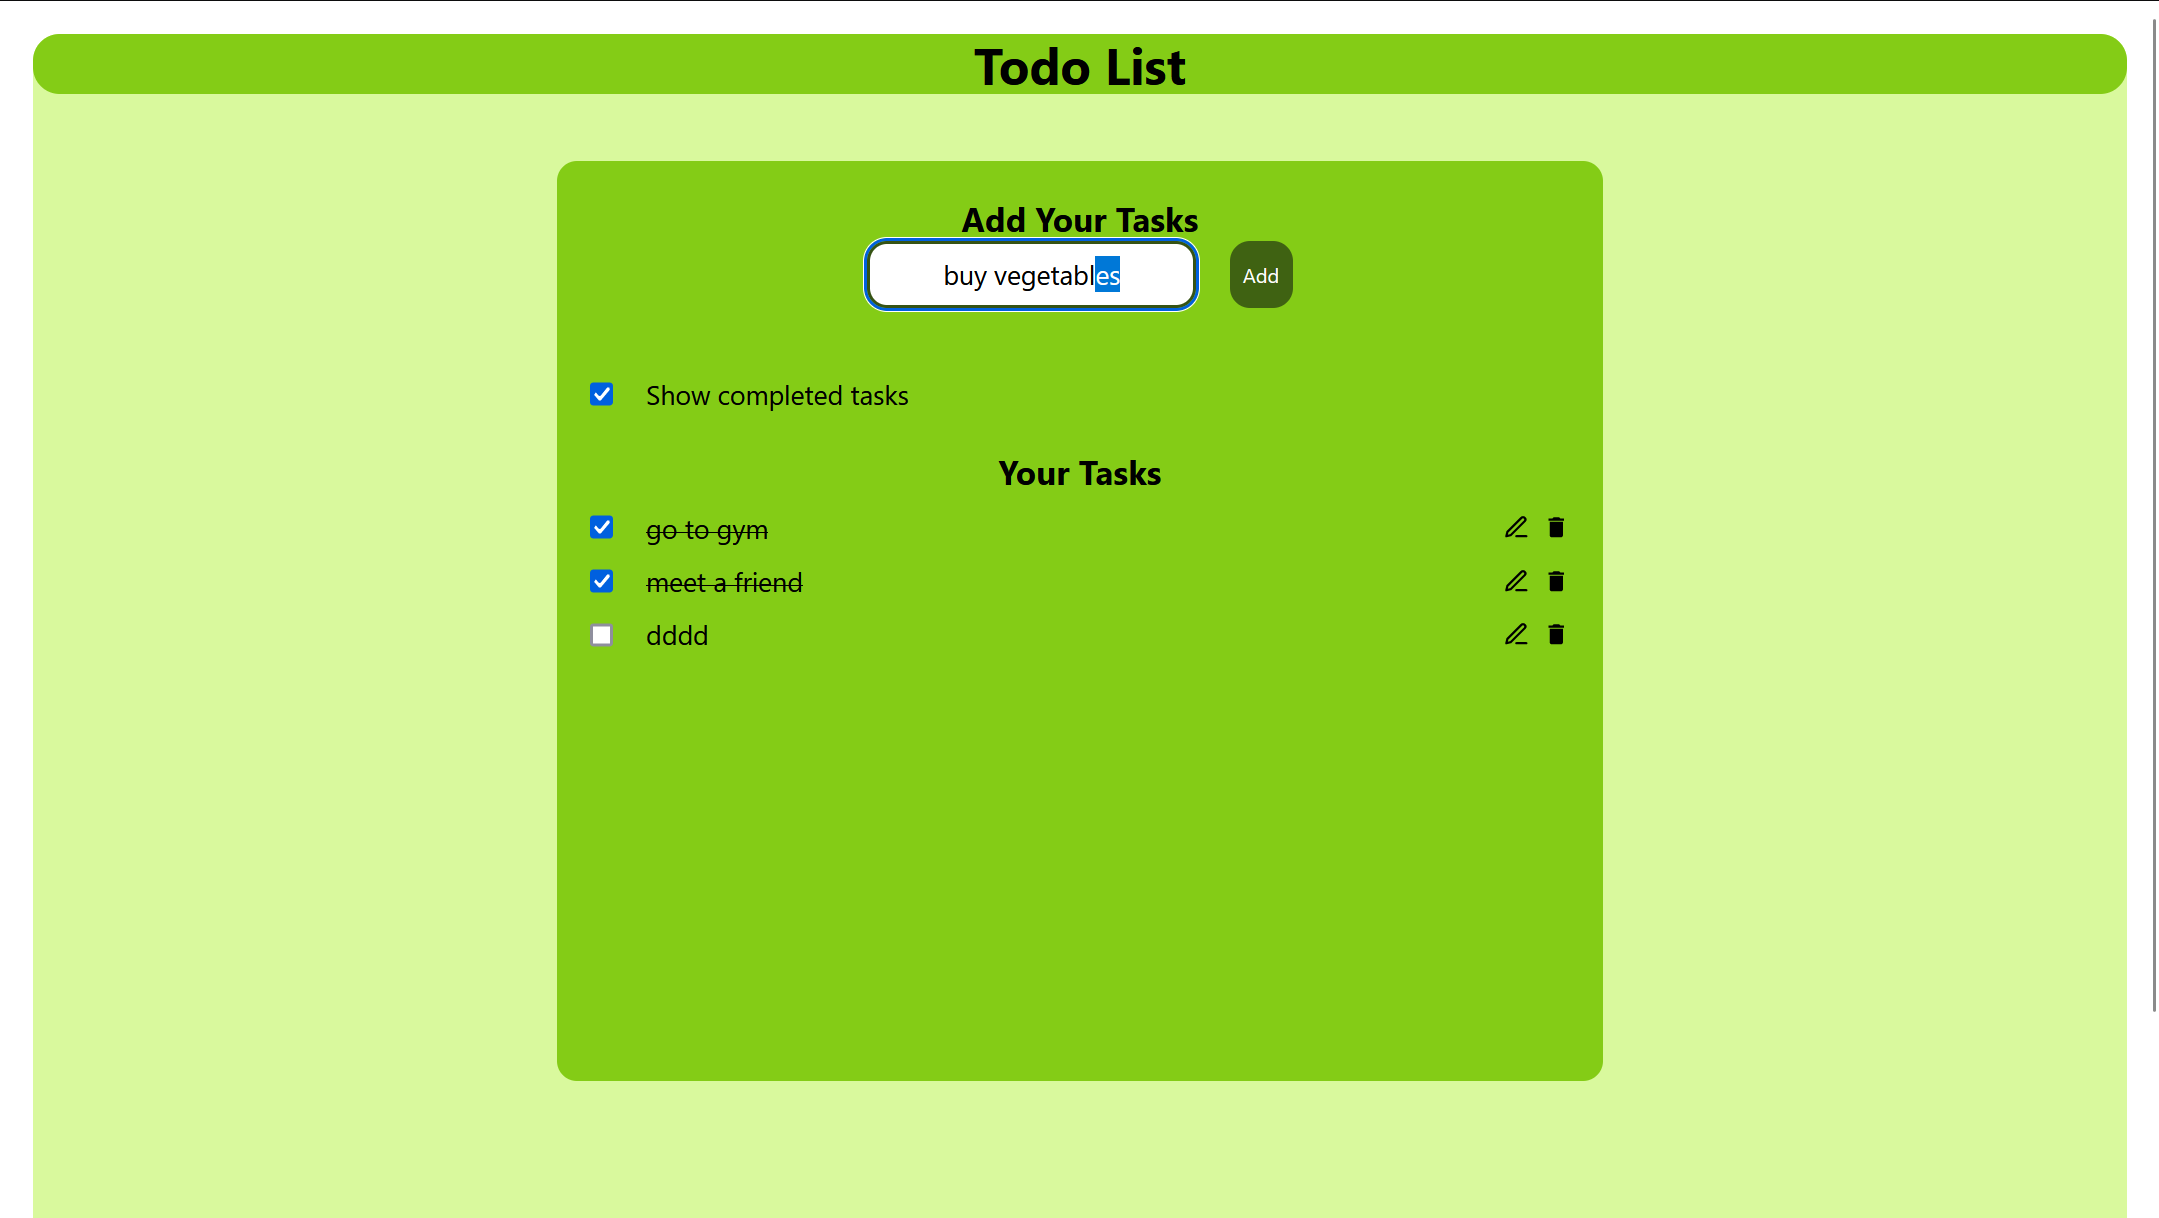 Todo List
Add Your Tasks
buy vegetables
Add
Show completed tasks
Your Tasks
go to gym
meet a friend
dddd